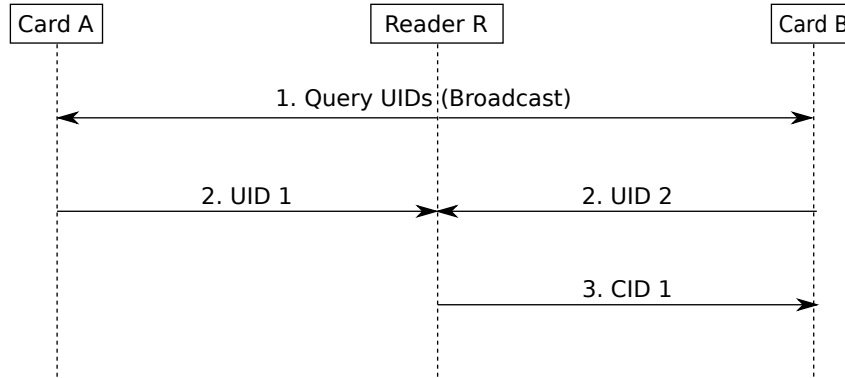 Card A
Reader R
Card B
1. Query UIDs (Broadcast)
2. UID 1
2. UID 2
3. CID 1